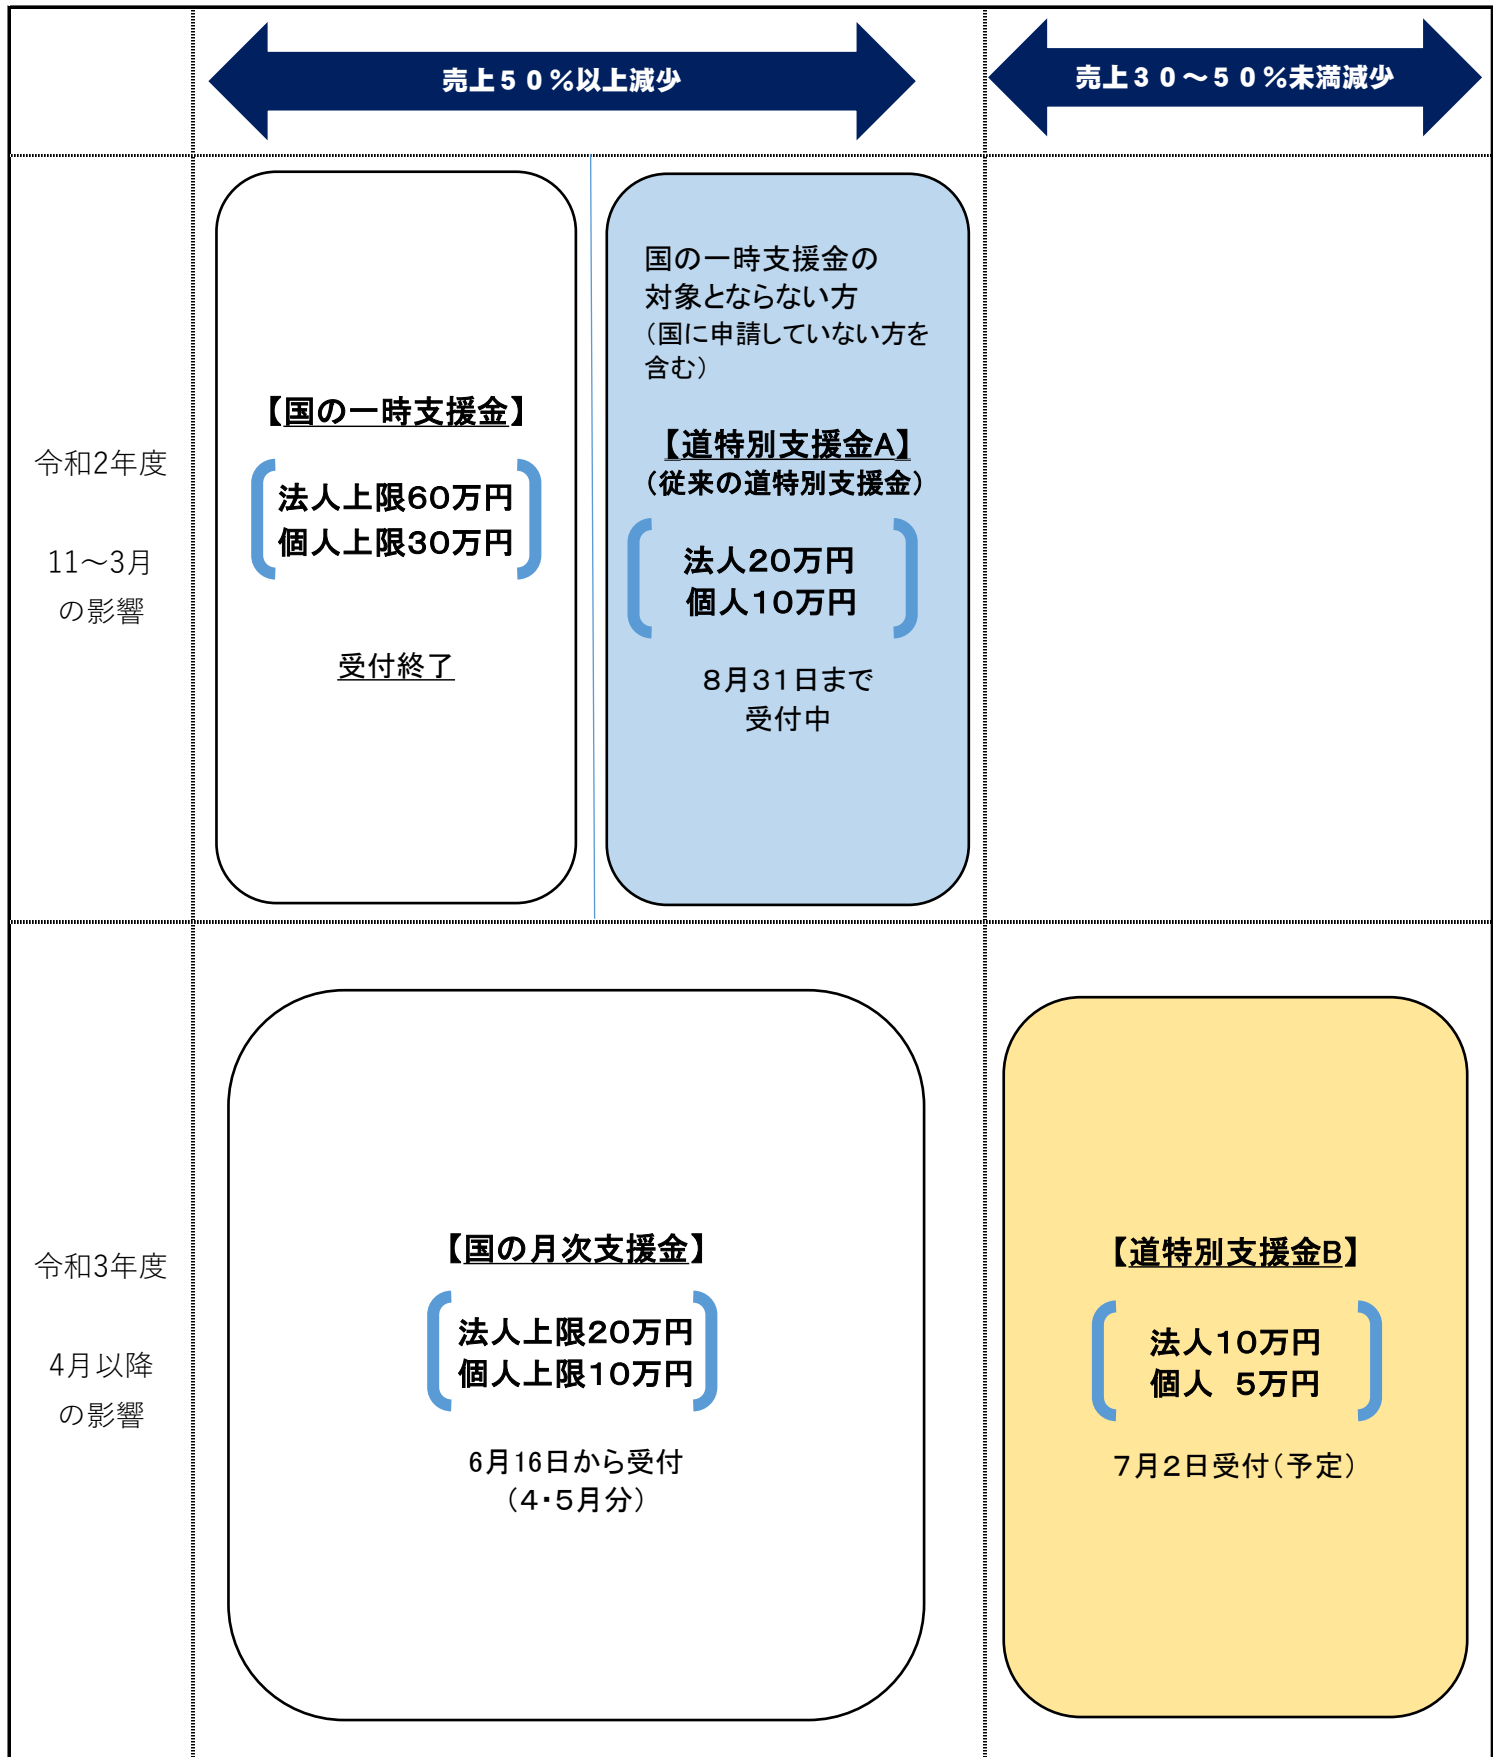 売上５０％以上減少
売上３０～５０％未満減少
令和2年度
11～3月
の影響
【国の一時支援金】
法人上限60万円
個人上限30万円
受付終了
国の一時支援金の
対象とならない方
（国に申請していない方を
含む）
【道特別支援金A】
（従来の道特別支援金）
法人20万円
個人10万円
8月31日まで
受付中
令和3年度
4月以降
の影響
【国の月次支援金】
法人上限20万円
個人上限10万円
6月16日から受付
（4・5月分）
【道特別支援金B】
法人10万円
個人　5万円
7月2日受付（予定）